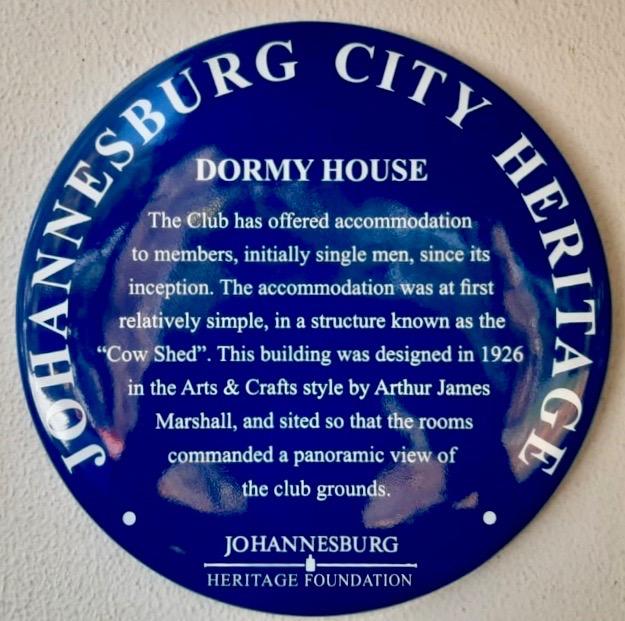 JOHANNESBURG CITY HERITAGE
DORMY HOUSE
The Club has offered accommodation
to members, initially single men, since its
inception. The accommodation was at first
relatively simple, in a structure known as the
“Cow Shed”. This building was designed in 1926
in the Arts & Crafts style by Arthur James
Marshall, and sited so that the rooms
commanded a panoramic view of
the club grounds.
JOHANNESBURG
HERITAGE FOUNDATION